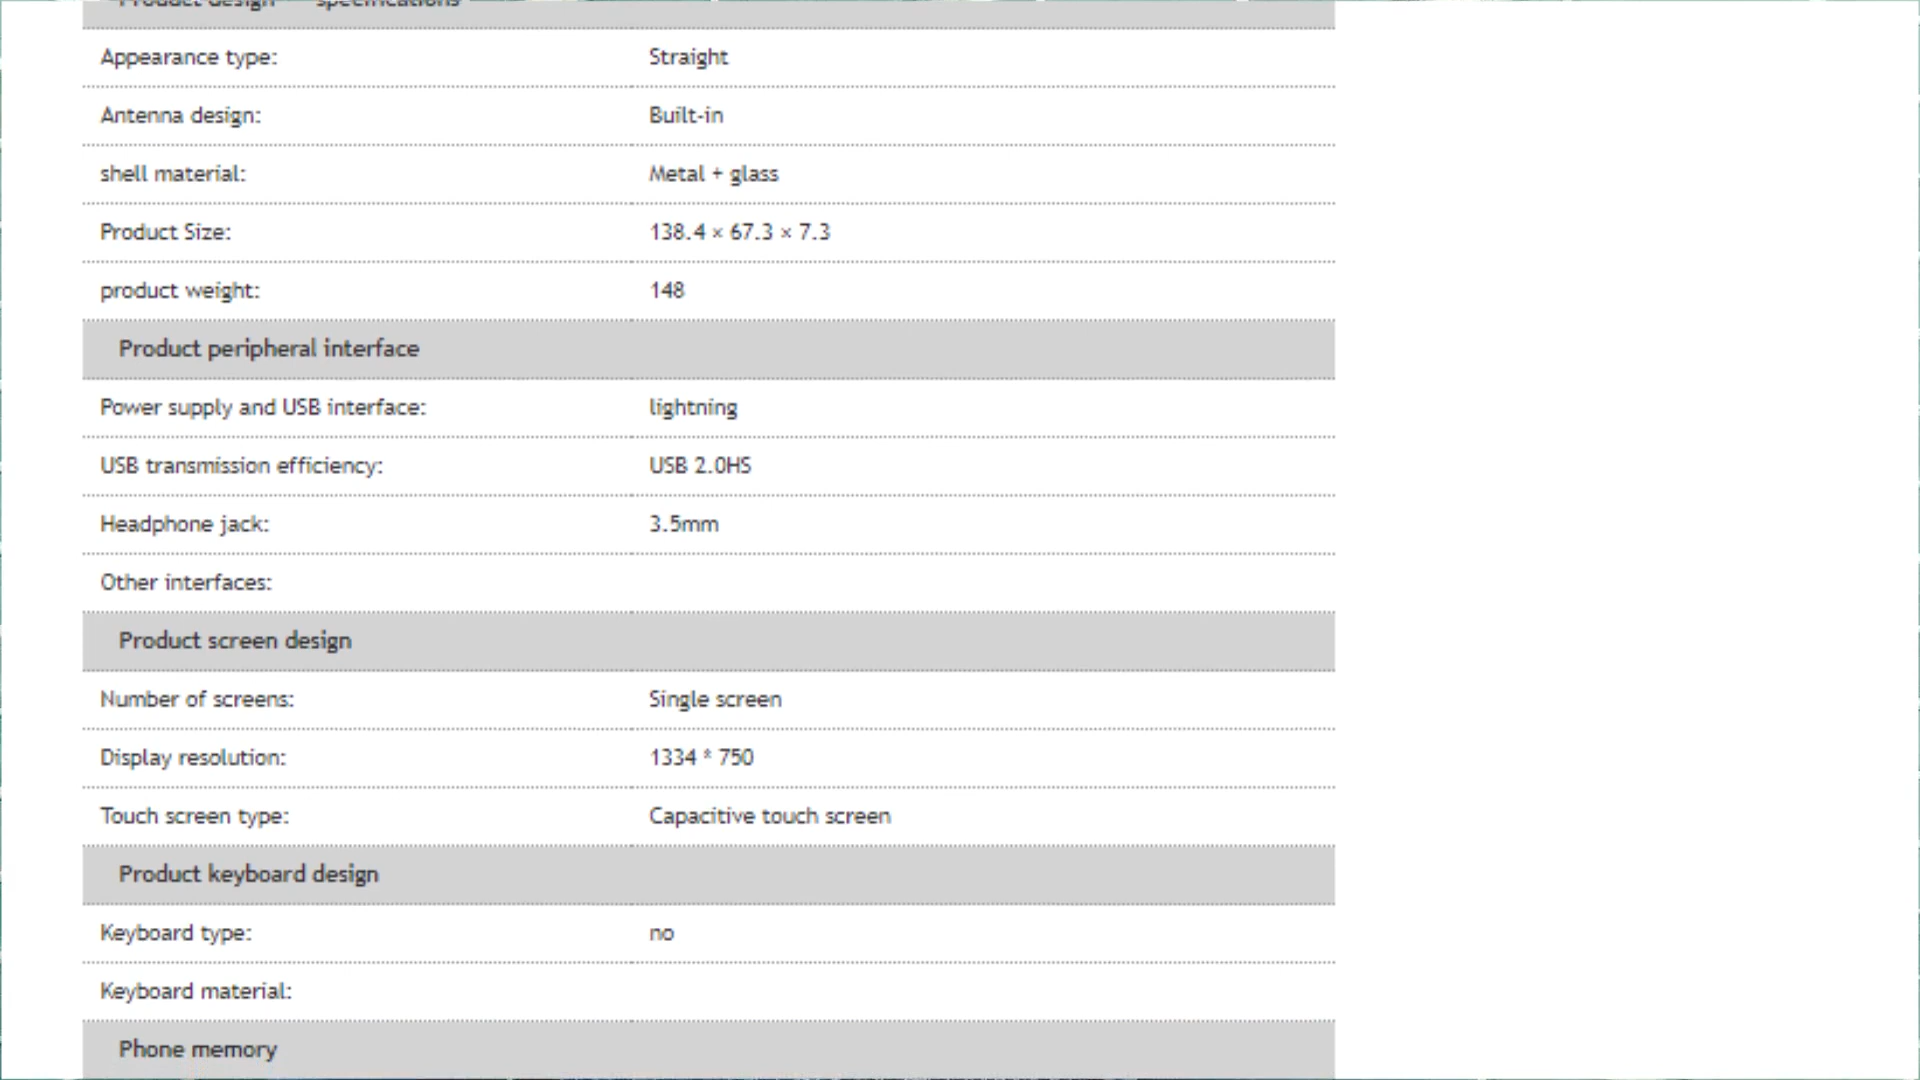 Product design specifications
Appearance type: Straight
Antenna design: Built-in
shell material: Metal + glass
Product Size: 138.4 × 67.3 × 7.3
product weight: 148
Product peripheral interface
Power supply and USB interface: lightning
USB transmission efficiency: USB 2.0HS
Headphone jack: 3.5mm
Other interfaces:
Product screen design
Number of screens: Single screen
Display resolution: 1334 * 750
Touch screen type: Capacitive touch screen
Product keyboard design
Keyboard type: no
Keyboard material:
Phone memory